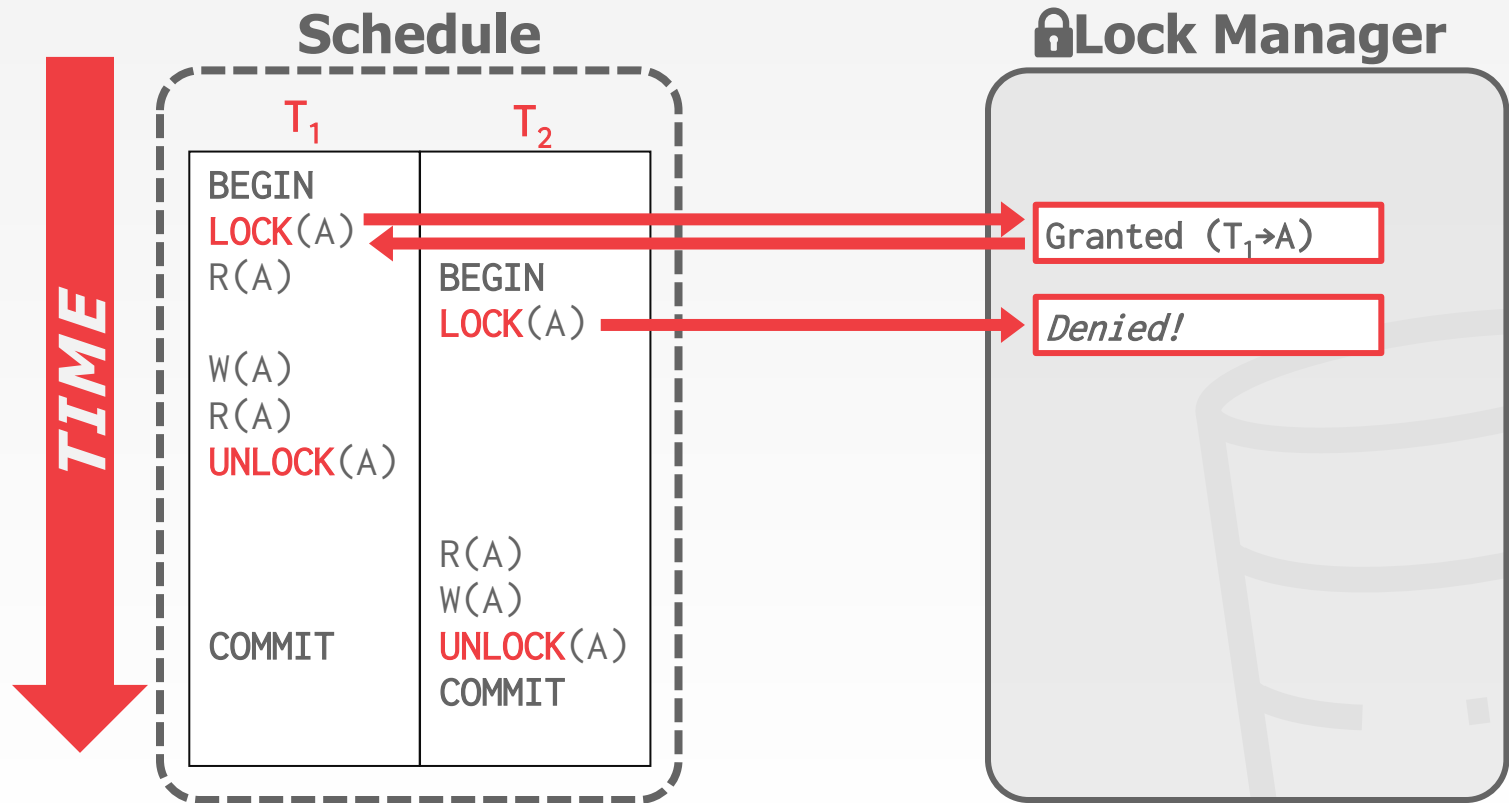 Schedule
Lock Manager
TIME
T1
T2
BEGIN
LOCK(A)
Granted (T1→A)
R(A)
BEGIN
LOCK(A)
Denied!
W(A)
R(A)
UNLOCK(A)
R(A)
W(A)
COMMIT
UNLOCK(A)
COMMIT